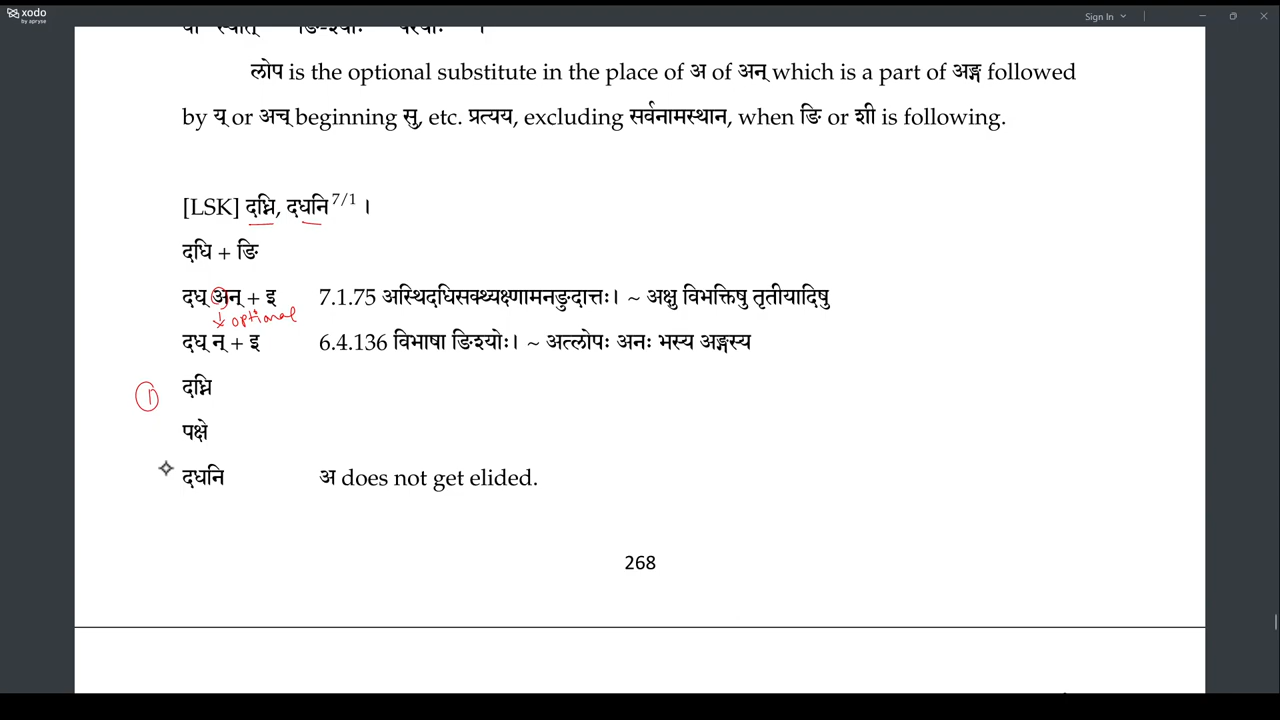 xodo
by apryse
Sign In
लोप is the optional substitute in the place of अ of अन् which is a part of अङ्ग followed
by य् or अच् beginning सु, etc. प्रत्यय, excluding सर्वनामस्थान, when ङि or शी is following.
[LSK] दध्नि, दधनि 7/1 ।
दधि + ङि
दध् अन् + इ 7.1.75 अस्थिदधिसक्थ्यक्ष्णामनङुदात्तः। ~ अक्षु विभक्तिषु तृतीयादिषु
optional
दध् न् + इ 6.4.136 विभाषा ङिश्योः। ~ अत्लोपः अनः भस्य अङ्गस्य
1 दध्नि
पक्षे
दधनि अ does not get elided.
268